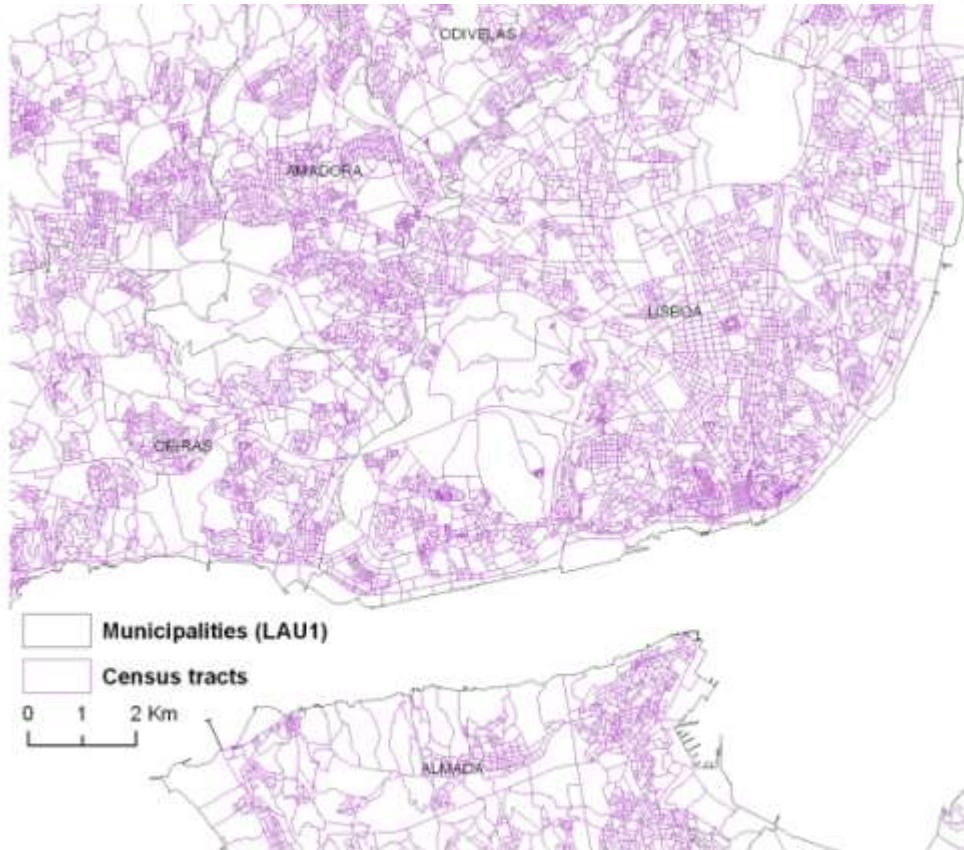 ODIVELAS
AMADORA
LISBOA
OEIRAS
Municipalities (LAU1)
Census tracts
0 1 2 Km
ALMADA